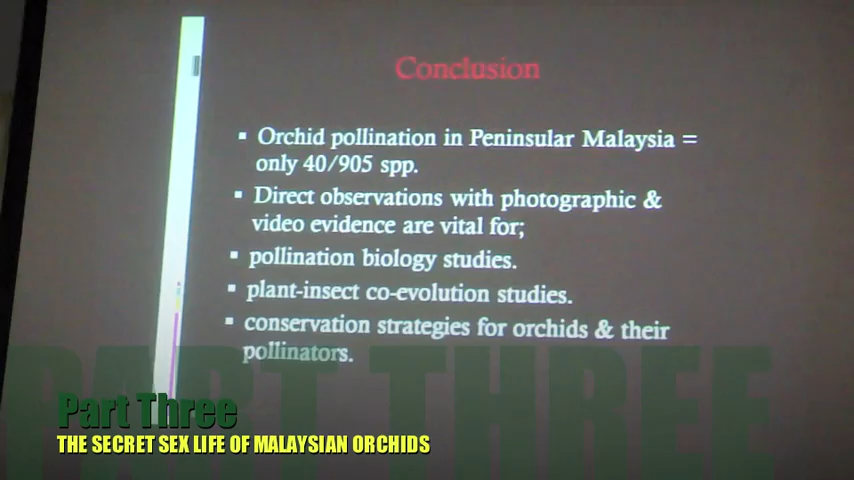 Conclusion
▪ Orchid pollination in Peninsular Malaysia =
only 40/905 spp.
▪ Direct observations with photographic &
video evidence are vital for;
▪ pollination biology studies.
▪ plant-insect co-evolution studies.
▪ conservation strategies for orchids & their
pollinators.
PART THREE
Part Three
THE SECRET SEX LIFE OF MALAYSIAN ORCHIDS